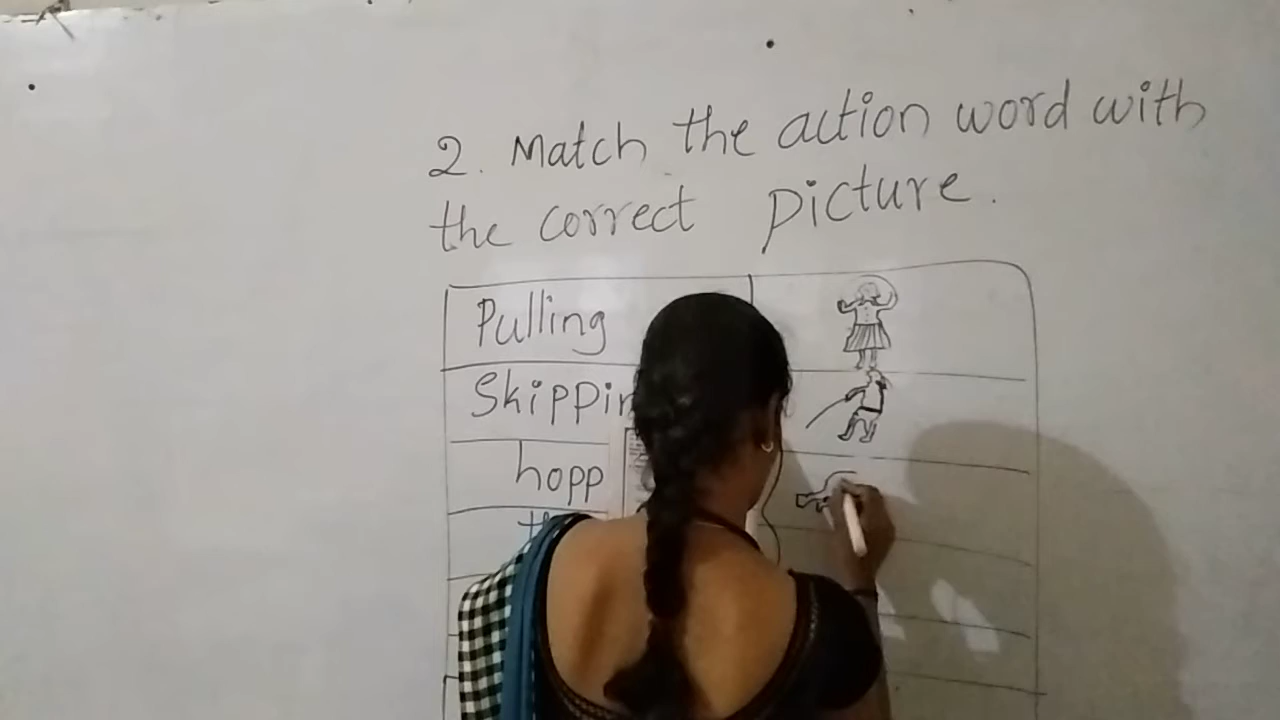 2. Match the action word with
the correct picture.
Pulling
Skippin
hopp